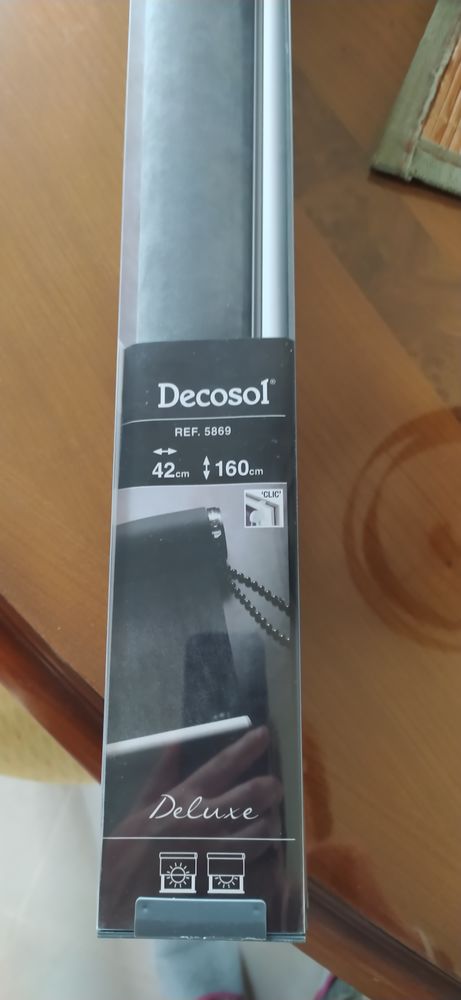 Decosol®
REF. 5869
42cm 160cm
'CLIC'
Deluxe